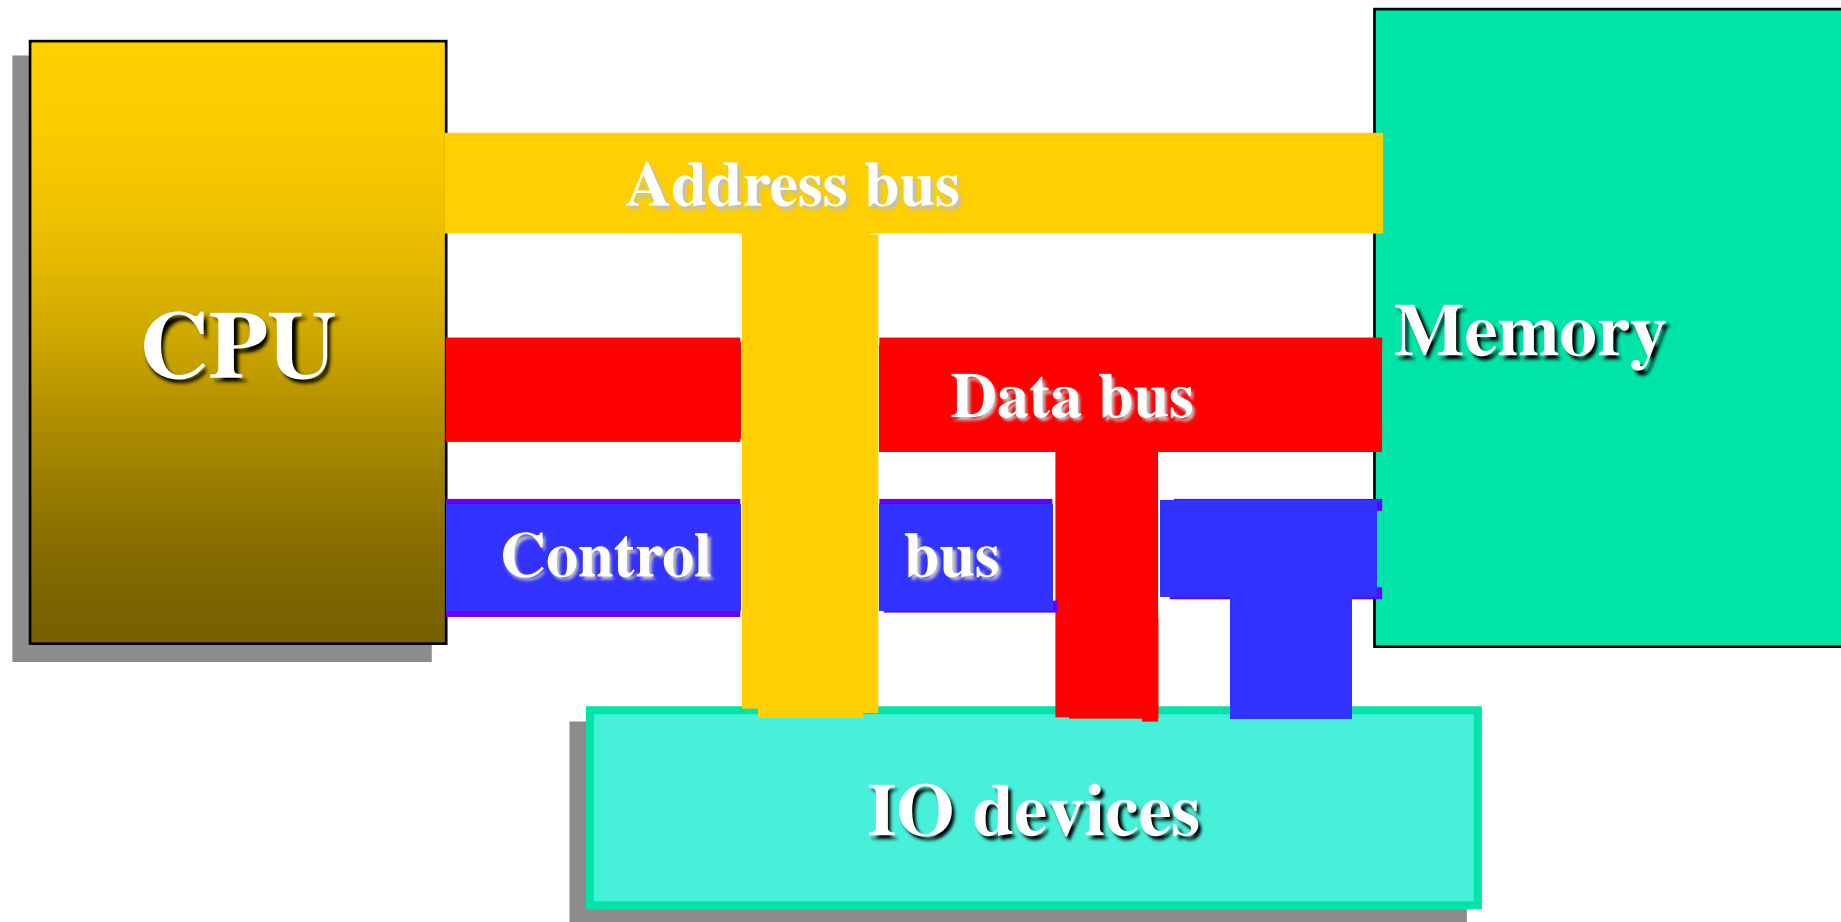 Address bus
CPU
Memory
Data bus
Control bus
IO devices